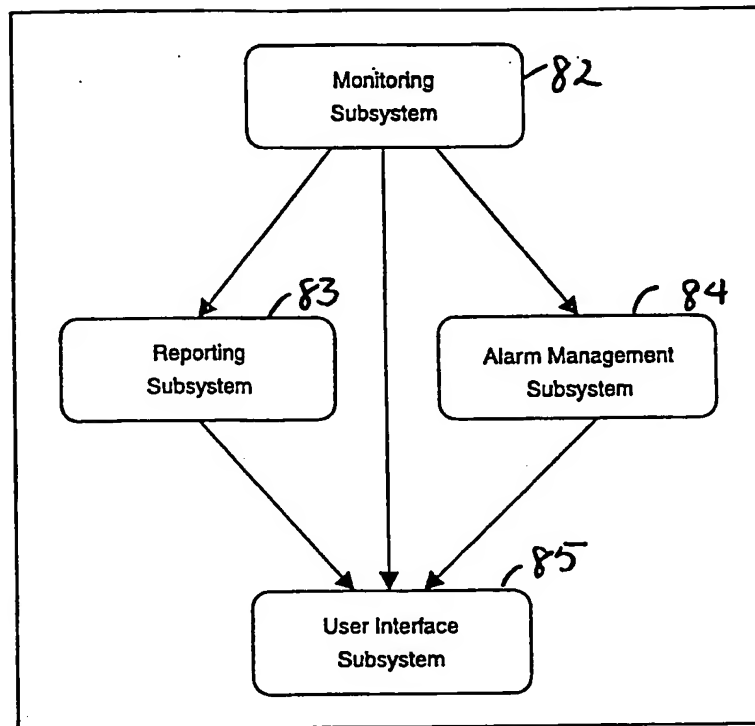 Monitoring
Subsystem
82
83
84
Reporting
Subsystem
Alarm Management
Subsystem
85
User Interface
Subsystem